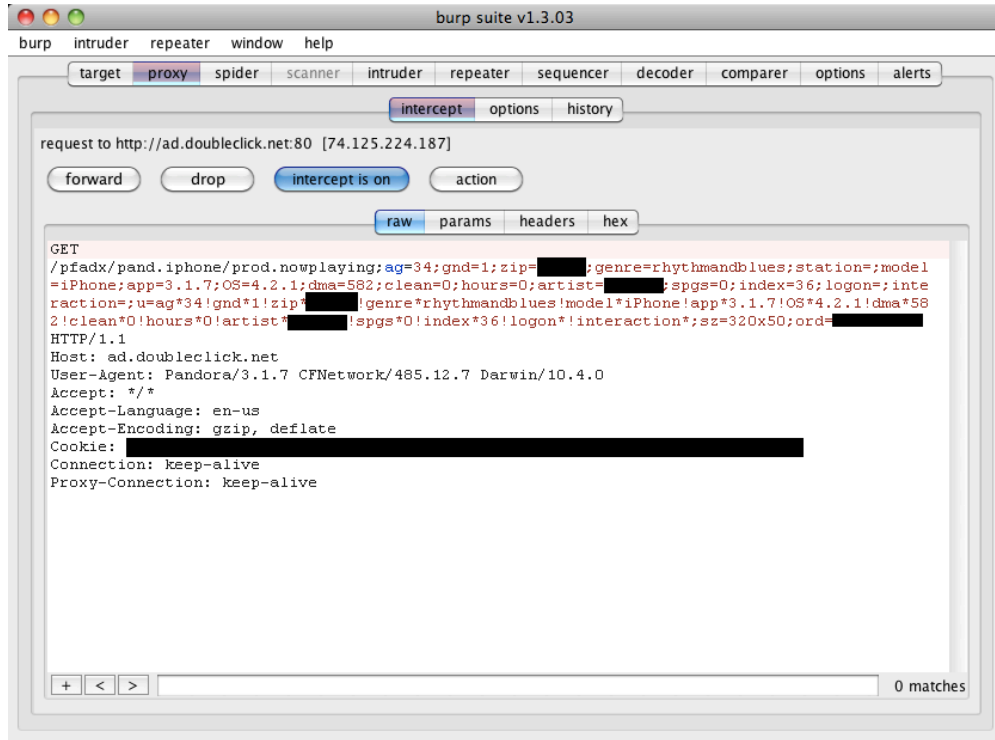 burp suite v1.3.03
burp intruder repeater window help
target proxy spider scanner intruder repeater sequencer decoder comparer options alerts
intercept options history
request to http://ad.doubleclick.net:80 [74.125.224.187]
forward drop intercept is on action
raw params headers hex
GET
/pfadx/pand.iphone/prod.nowplaying;ag=34;gnd=1;zip= ;genre=rhythmandblues;station=;model
=iPhone;app=3.1.7;OS=4.2.1;dma=582;clean=0;hours=0;artist= ;spgs=0;index=36;logon=;inte
raction=;u=ag*34!gnd*1!zip* !genre*rhythmandblues!model*iPhone!app*3.1.7!OS*4.2.1!dma*58
2!clean*0!hours*0!artist* !spgs*0!index*36!logon*!interaction*;sz=320x50;ord=
HTTP/1.1
Host: ad.doubleclick.net
User-Agent: Pandora/3.1.7 CFNetwork/485.12.7 Darwin/10.4.0
Accept: */*
Accept-Language: en-us
Accept-Encoding: gzip, deflate
Cookie:
Connection: keep-alive
Proxy-Connection: keep-alive
+ < > 0 matches